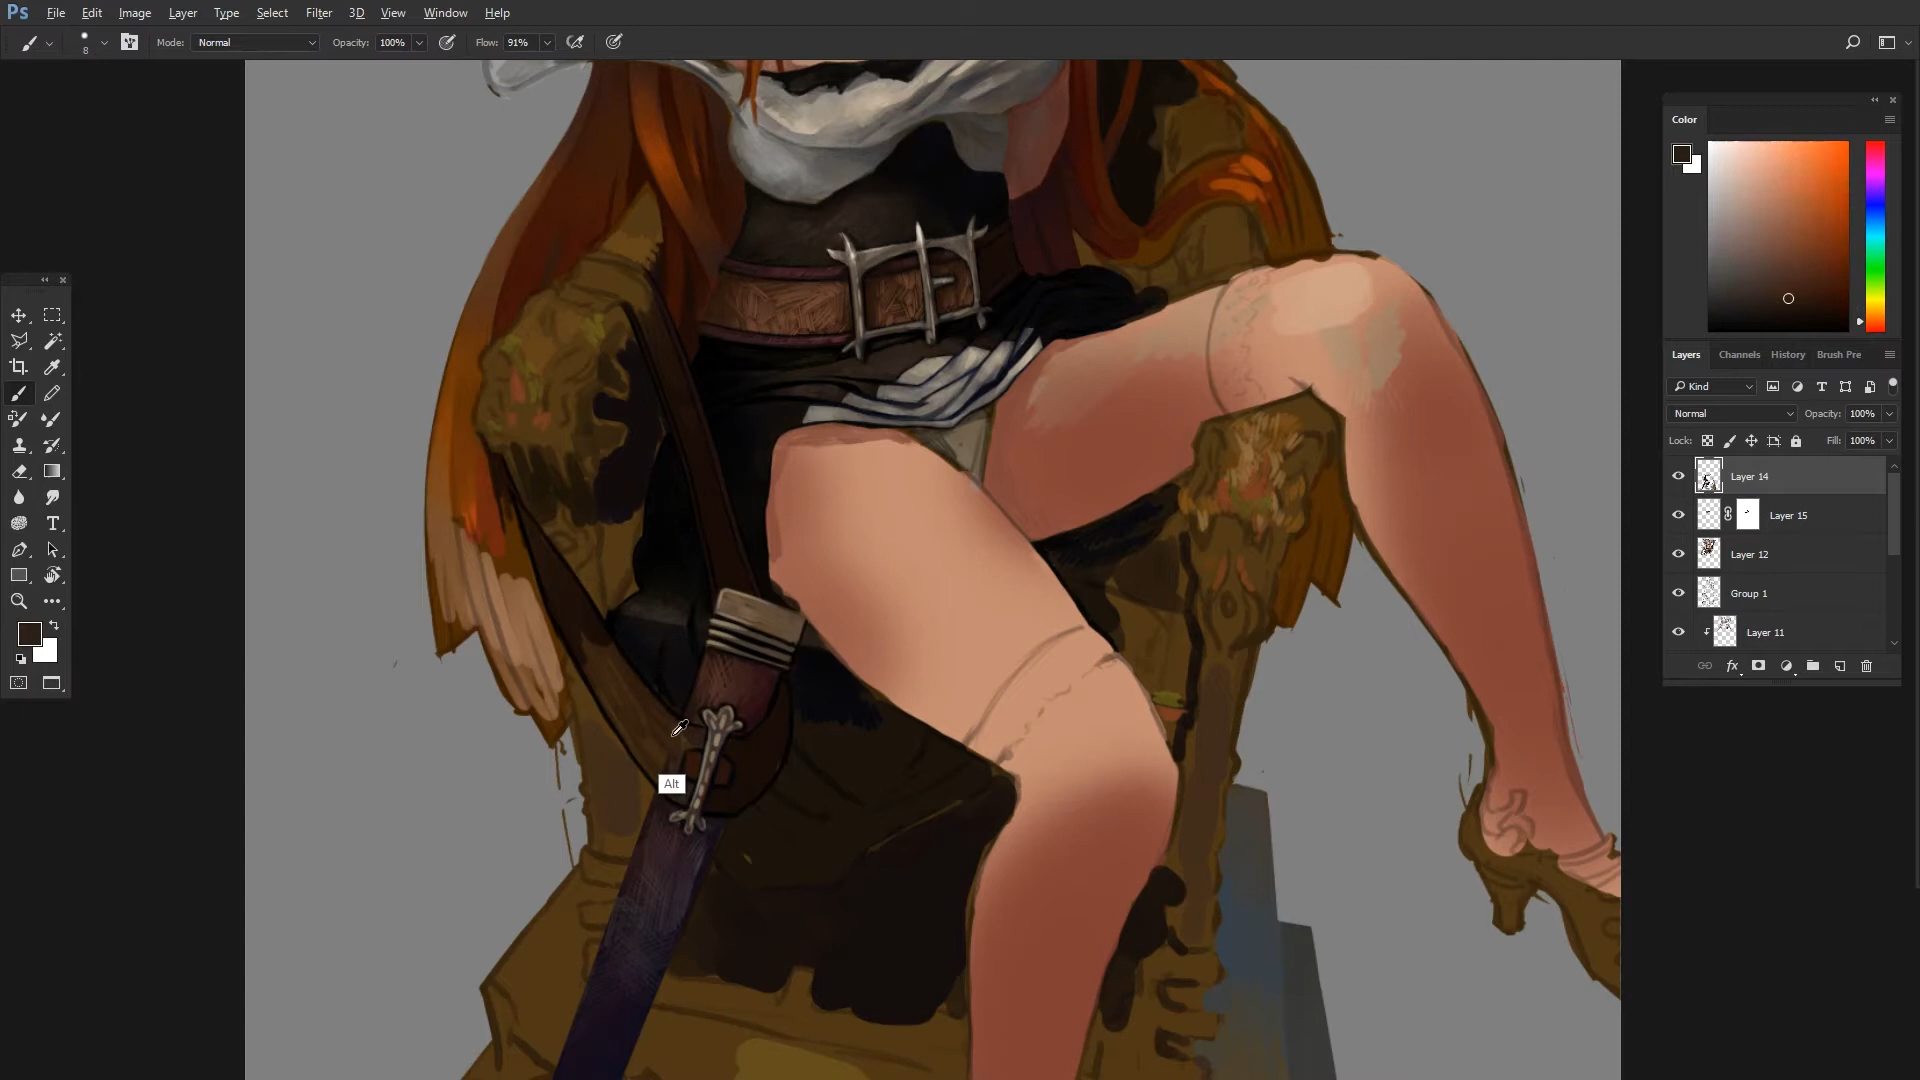 Ps File Edit Image Layer Type Select Filter 3D View Window Help
8 Mode: Normal Opacity: 100% Flow: 91%
Color
Layers Channels History Brush Pre
Kind
Normal Opacity: 100%
Lock: Fill: 100%
Layer 14
Layer 15
Layer 12
Group 1
Layer 11
fx
T
Alt